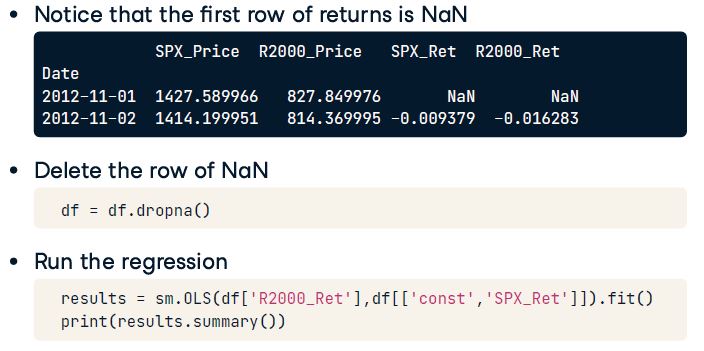 Notice that the first row of returns is NaN
SPX_Price R2000_Price SPX_Ret R2000_Ret
Date
2012-11-01 1427.589966 827.849976 NaN NaN
2012-11-02 1414.199951 814.369995 -0.009379 -0.016283
Delete the row of NaN
df = df.dropna()
Run the regression
results = sm.OLS(df['R2000_Ret'],df[['const','SPX_Ret']]).fit()
print(results.summary())